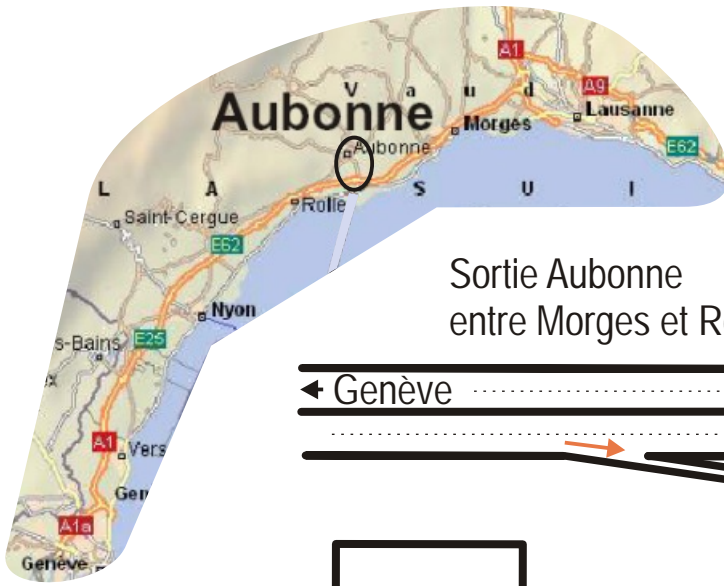 A1
A9
V a u d
Lausanne
Aubonne
Morges
Aubonne
E62
L A S U I
Rolle
Saint-Cergue
E62
Nyon
E25
s-Bains
A1
Vers
Gen
A1a
Genève
Sortie Aubonne
entre Morges et R
Genève